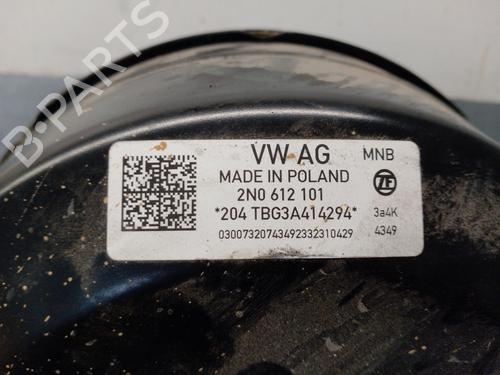 VW AG
MNB
MADE IN POLAND
2N0 612 101
ZF
*204 TBG3A414294*
3a4K
03007320743492332310429
4349
B-PARTS